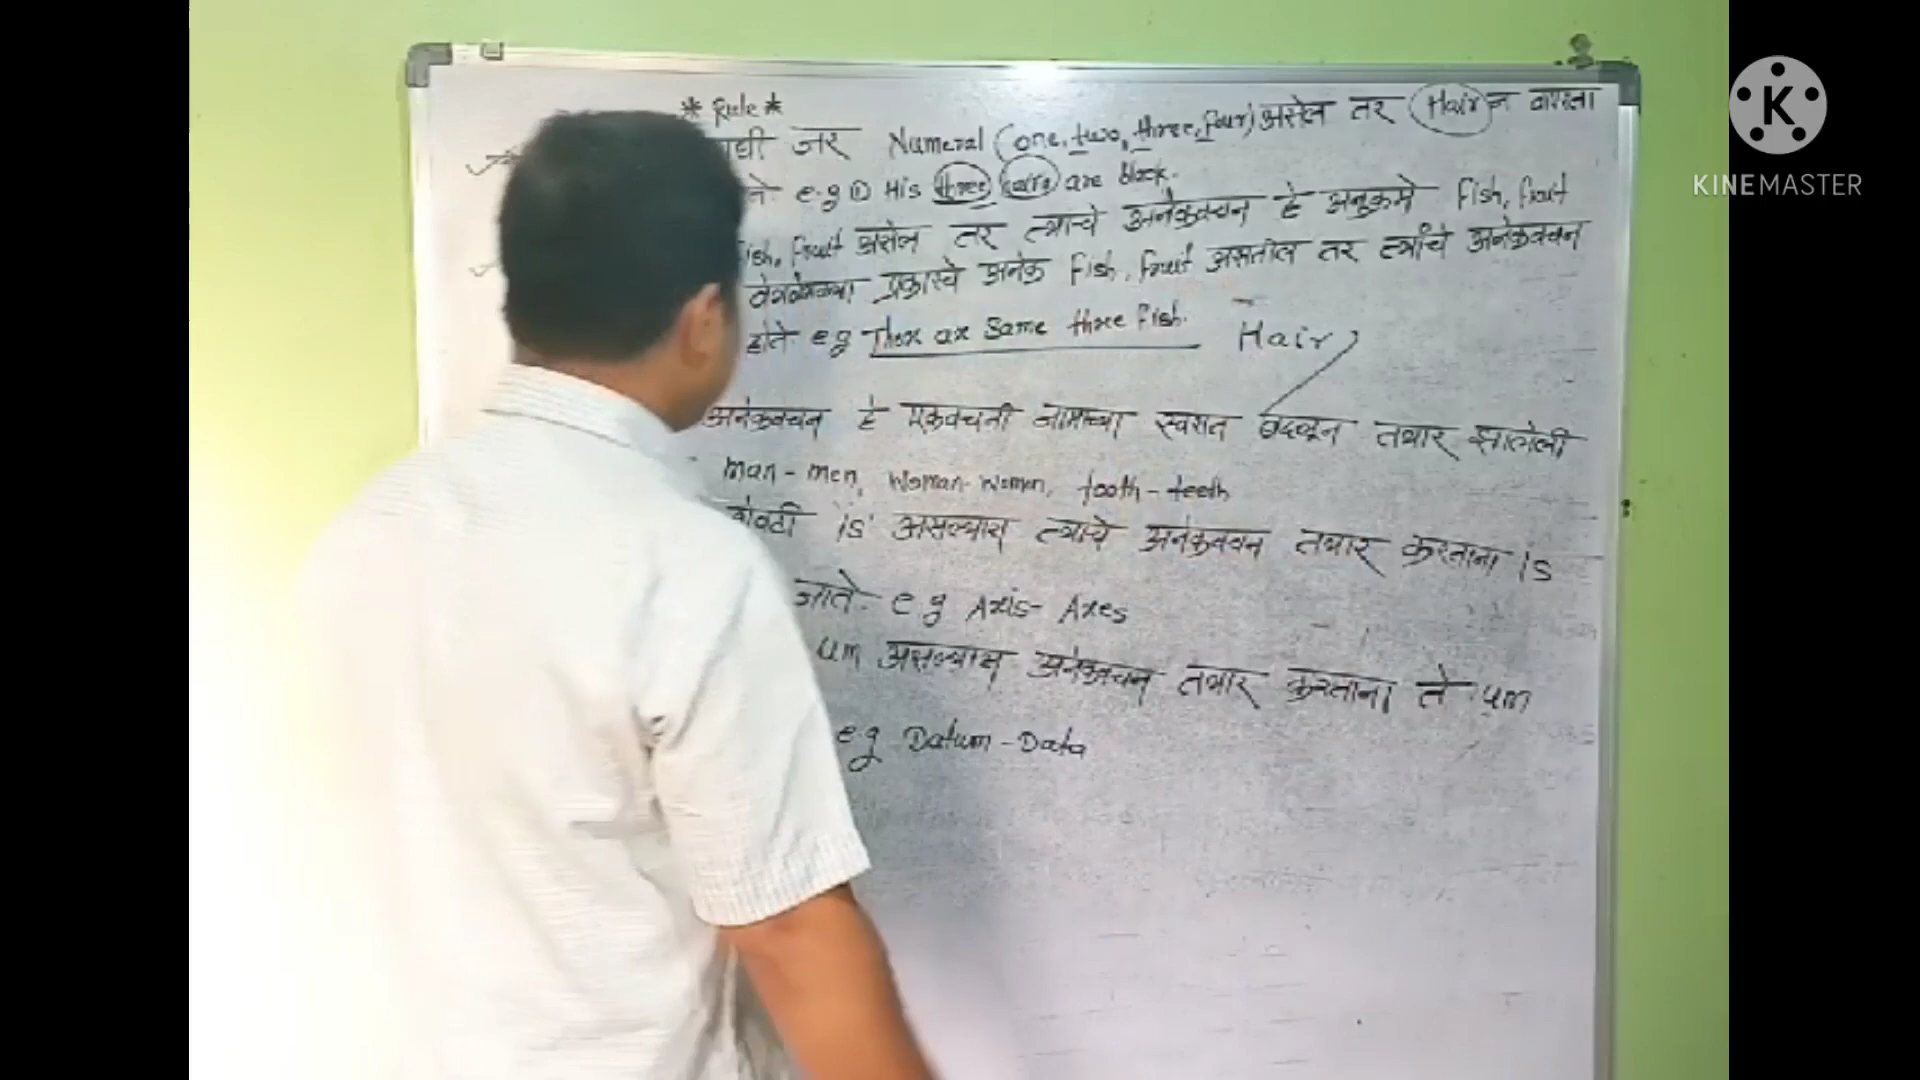 * Rule *
जर Numeral (one, two, three, four) असेल तर Hair न वापरता
e.g ① His three hairs are black.
Fish, Fruit असेल तर त्याचे अनेकवचन हे अनुक्रमे Fish, Fruit
वेगवेगळ्या प्रकारचे अनेक Fish, Fruit असतील तर त्यांचे अनेकवचन
होते e.g Ther are Same three Fish. Hair
अनेकवचन हे एकवचनी नामाच्या स्वरात बदलून तयार झालेली
man - men, woman - women, tooth - teeth
शेवटी is असल्यास त्याचे अनेकवचन तयार करताना is
जाते. e.g Axis - Axes
um असल्यास अनेकवचन तयार करताना ते um
e.g Datum - Data
KINEMASTER